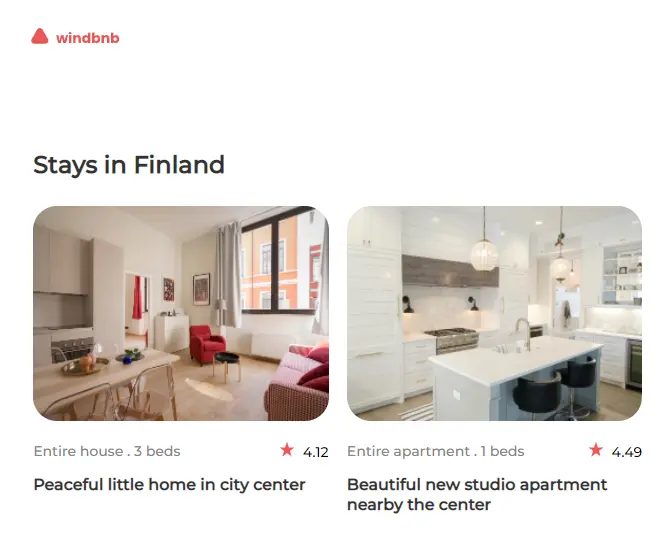 windbnb
Stays in Finland
Entire house . 3 beds
4.12
Peaceful little home in city center
Entire apartment . 1 beds
4.49
Beautiful new studio apartment
nearby the center